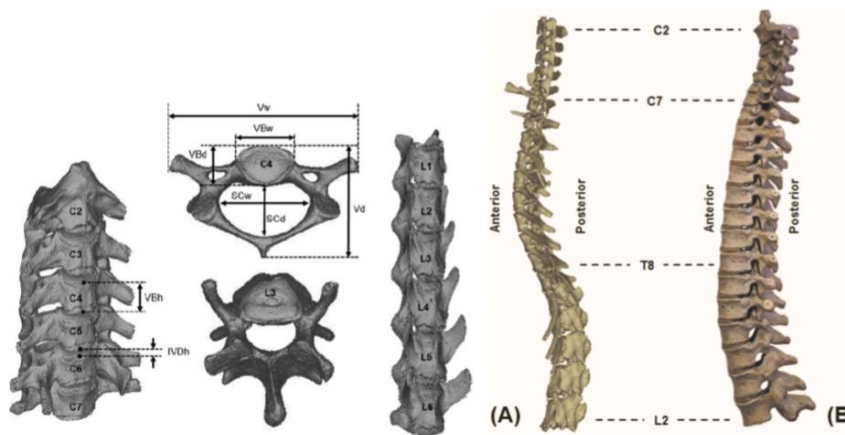 C2
C3
C4
C5
C6
C7
VBh
IVDh
Vw
VBw
VBd
C4
SCw
SCd
Vd
L3
L1
L2
L3
L4
L5
L6
C2
C7
T8
L2
Anterior
Posterior
(A)
Anterior
Posterior